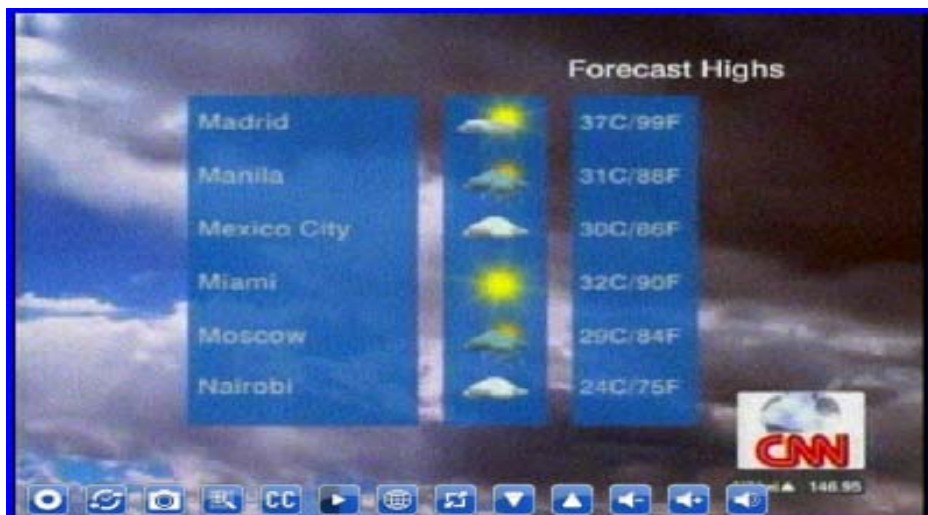 Forecast Highs
Madrid 37C/99F
Manila 31C/88F
Mexico City 30C/86F
Miami 32C/90F
Moscow 29C/84F
Nairobi 24C/75F
CNN
146.95
CC